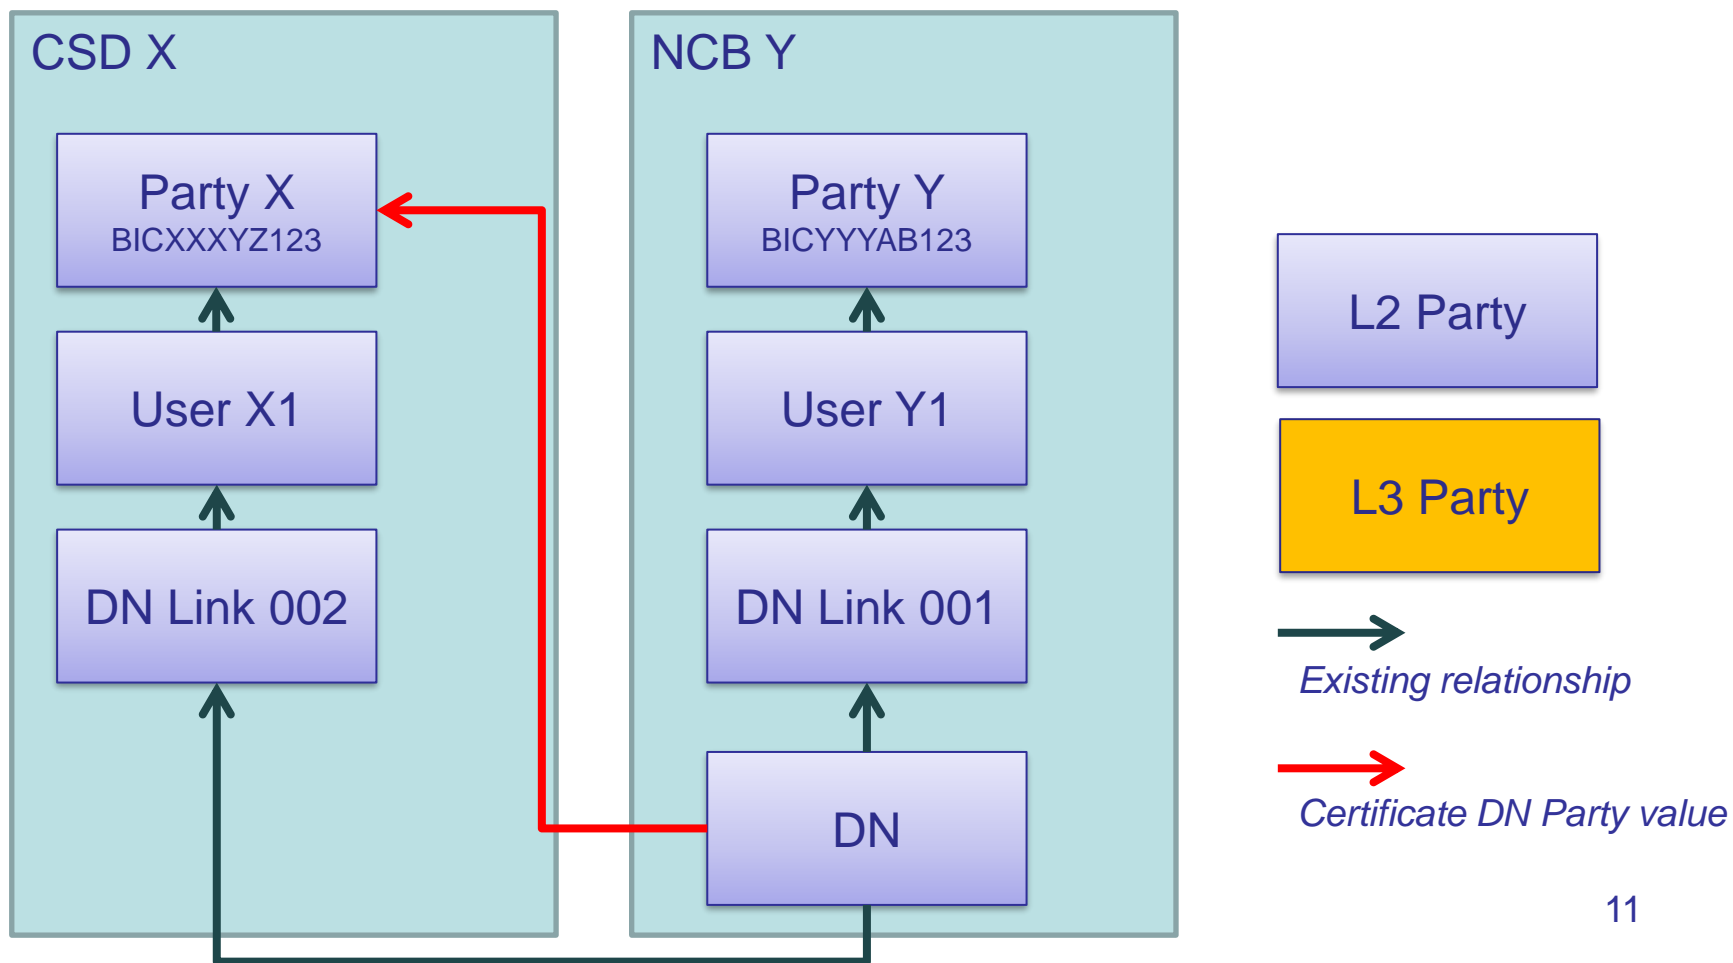 CSD X
Party X
BICXXXYZ123
User X1
DN Link 002
NCB Y
Party Y
BICYYYAB123
User Y1
DN Link 001
DN
L2 Party
L3 Party
Existing relationship
Certificate DN Party value
11